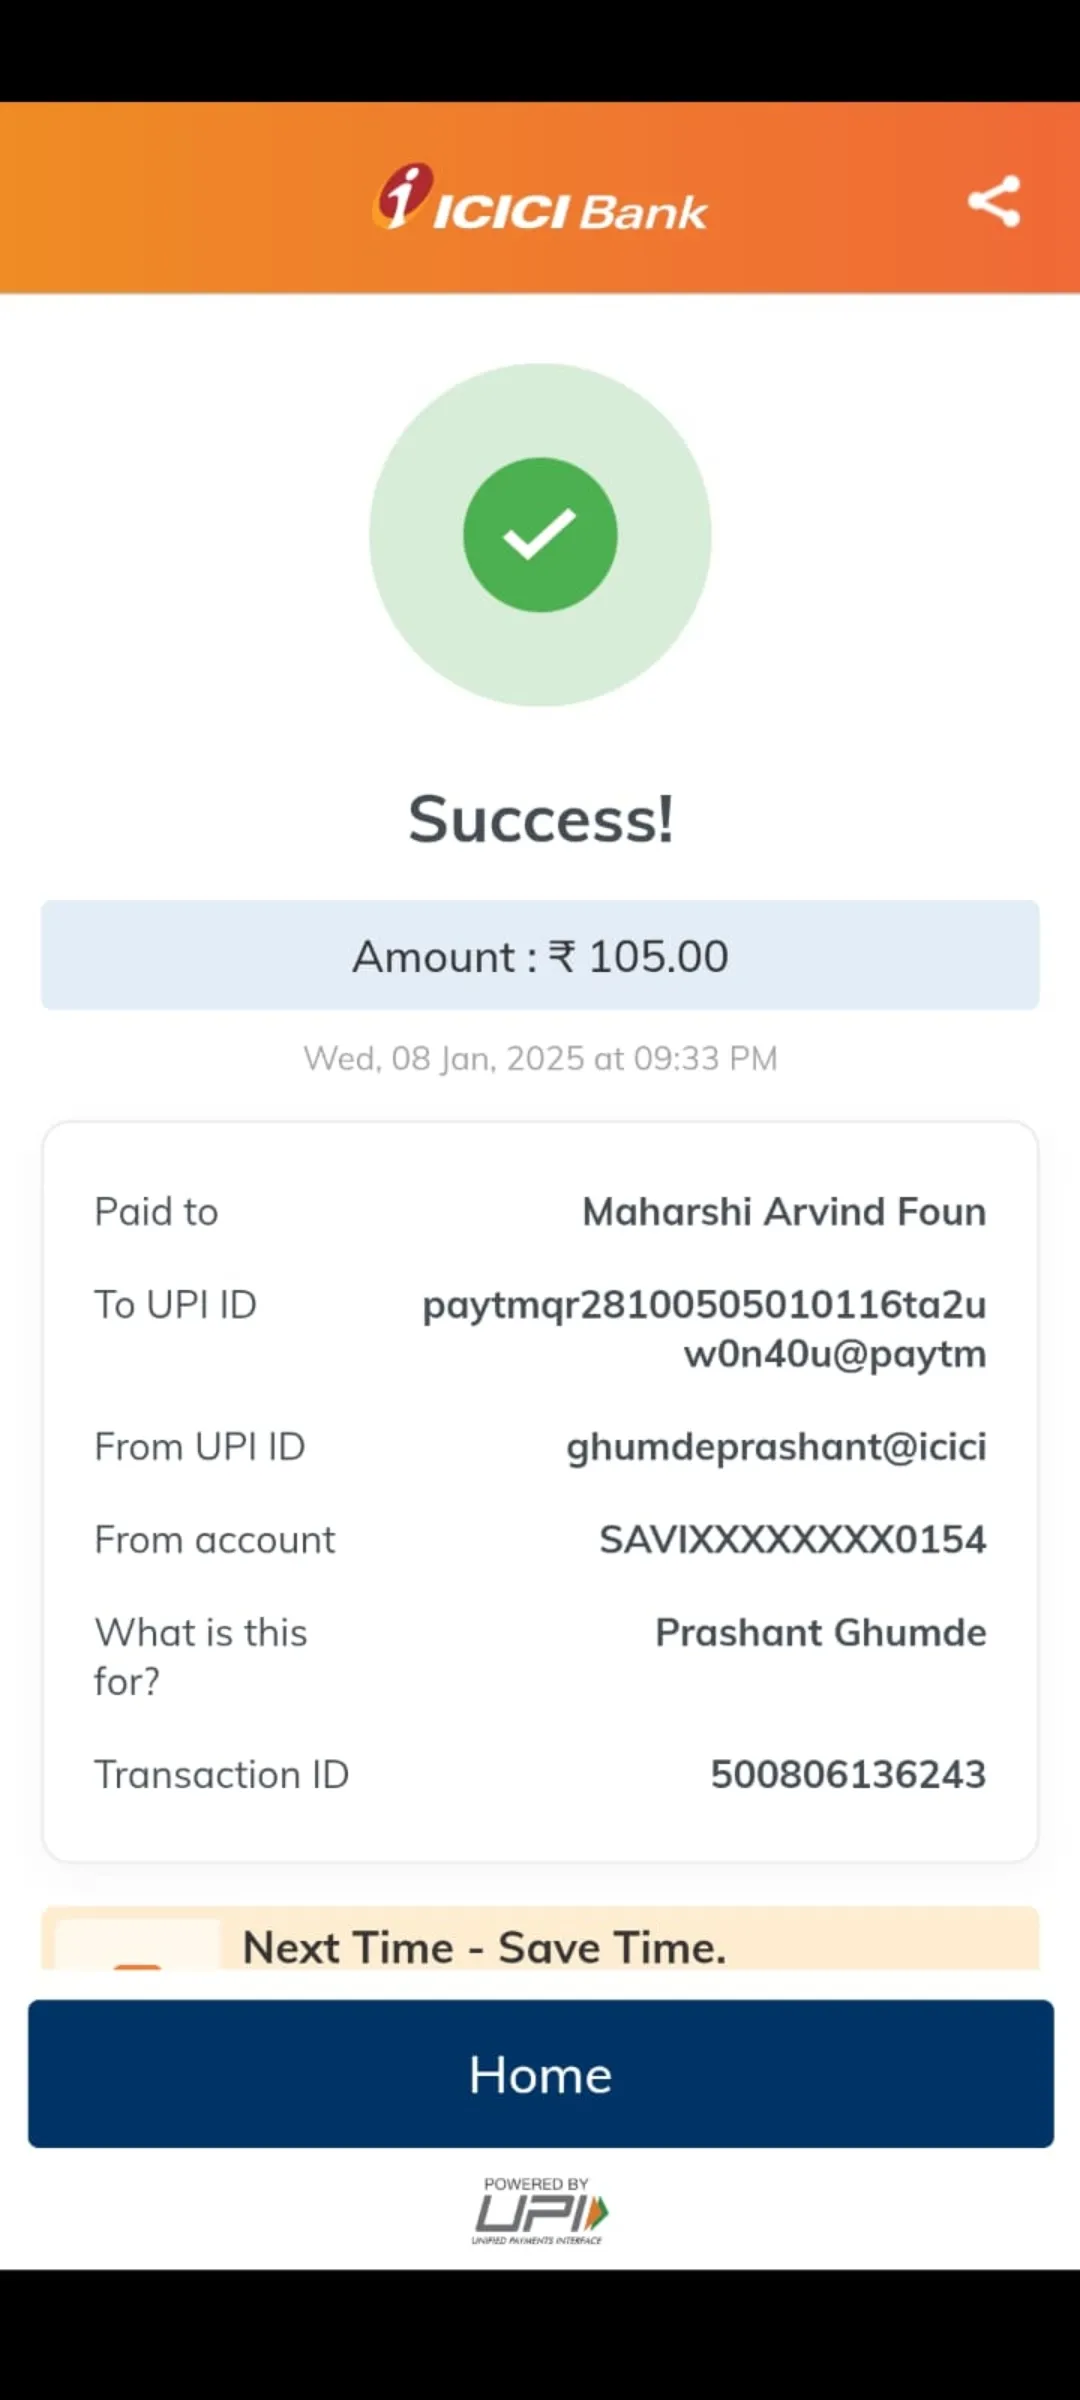 ICICI Bank
Success!
Amount : ₹ 105.00
Wed, 08 Jan, 2025 at 09:33 PM
Paid to Maharshi Arvind Foun
To UPI ID paytmqr28100505010116ta2u
w0n40u@paytm
From UPI ID ghumdeprashant@icici
From account SAVIXXXXXXXX0154
What is this Prashant Ghumde
for?
Transaction ID 500806136243
Next Time - Save Time.
Home
POWERED BY
UPI
UNIFIED PAYMENTS INTERFACE